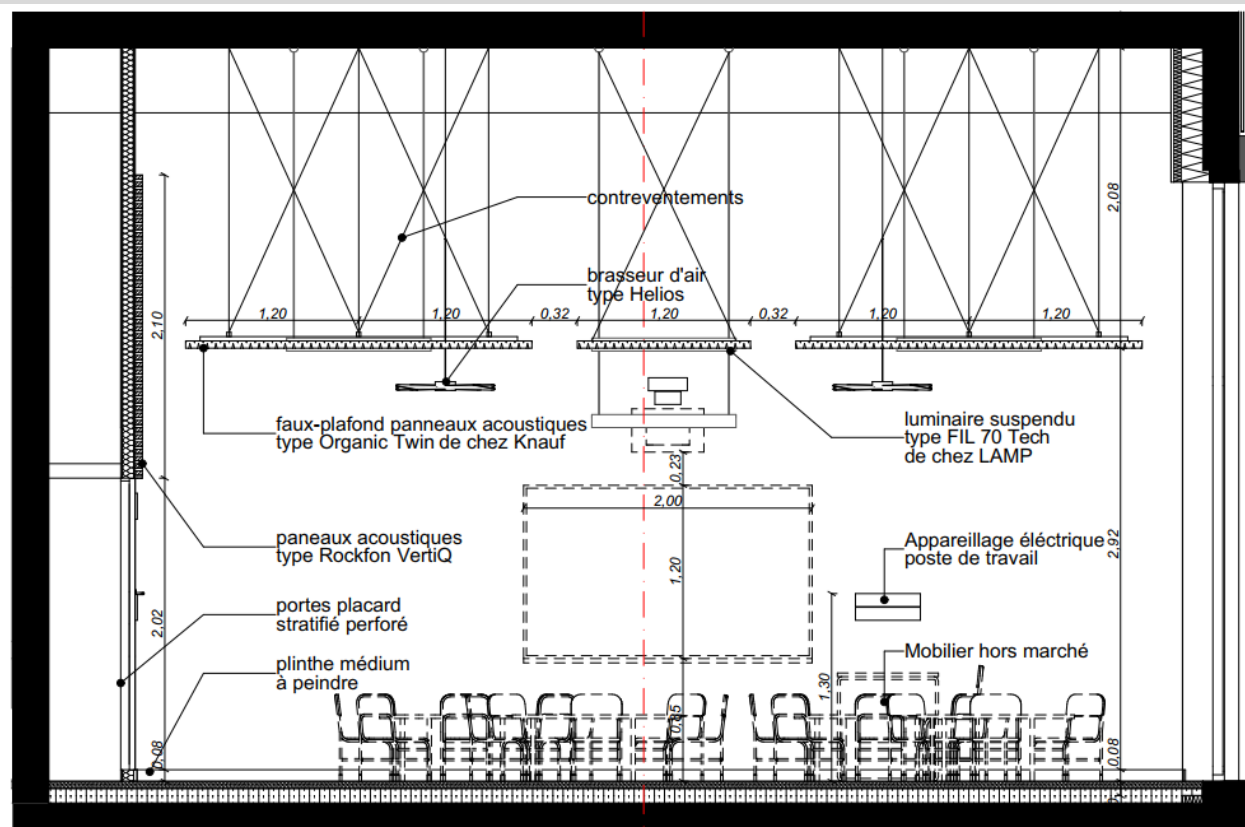 contreventements
2,08
brasseur d'air
type Helios
1,20
1,20
0,32
1,20
0,32
1,20
1,20
2,10
faux-plafond panneaux acoustiques
type Organic Twin de chez Knauf
luminaire suspendu
type FIL 70 Tech
de chez LAMP
0,23
2,00
paneaux acoustiques
type Rockfon VertiQ
Appareillage éléctrique
poste de travail
2,92
1,20
portes placard
stratifié perforé
2,02
Mobilier hors marché
plinthe médium
à peindre
1,30
0,85
0,08
0,08